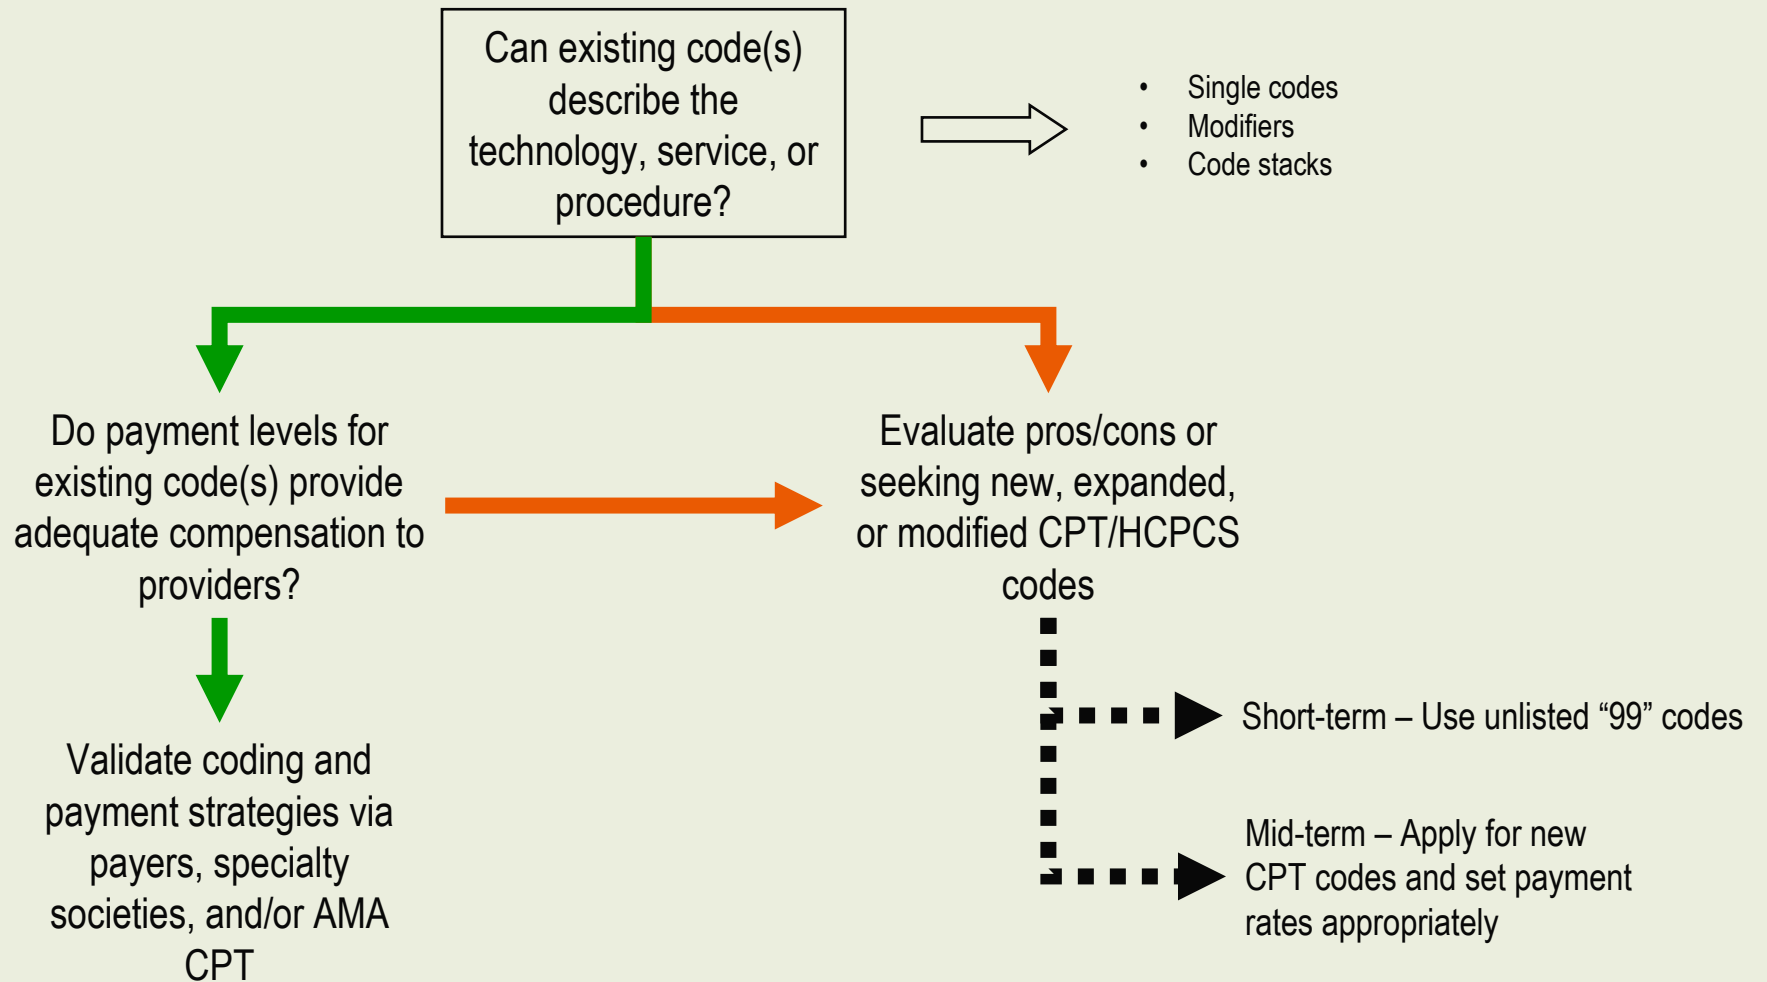 Can existing code(s)
describe the
technology, service, or
procedure?
• Single codes
• Modifiers
• Code stacks
Do payment levels for
existing code(s) provide
adequate compensation to
providers?
Evaluate pros/cons or
seeking new, expanded,
or modified CPT/HCPCS
codes
Validate coding and
payment strategies via
payers, specialty
societies, and/or AMA
CPT
Short-term – Use unlisted “99” codes
Mid-term – Apply for new
CPT codes and set payment
rates appropriately